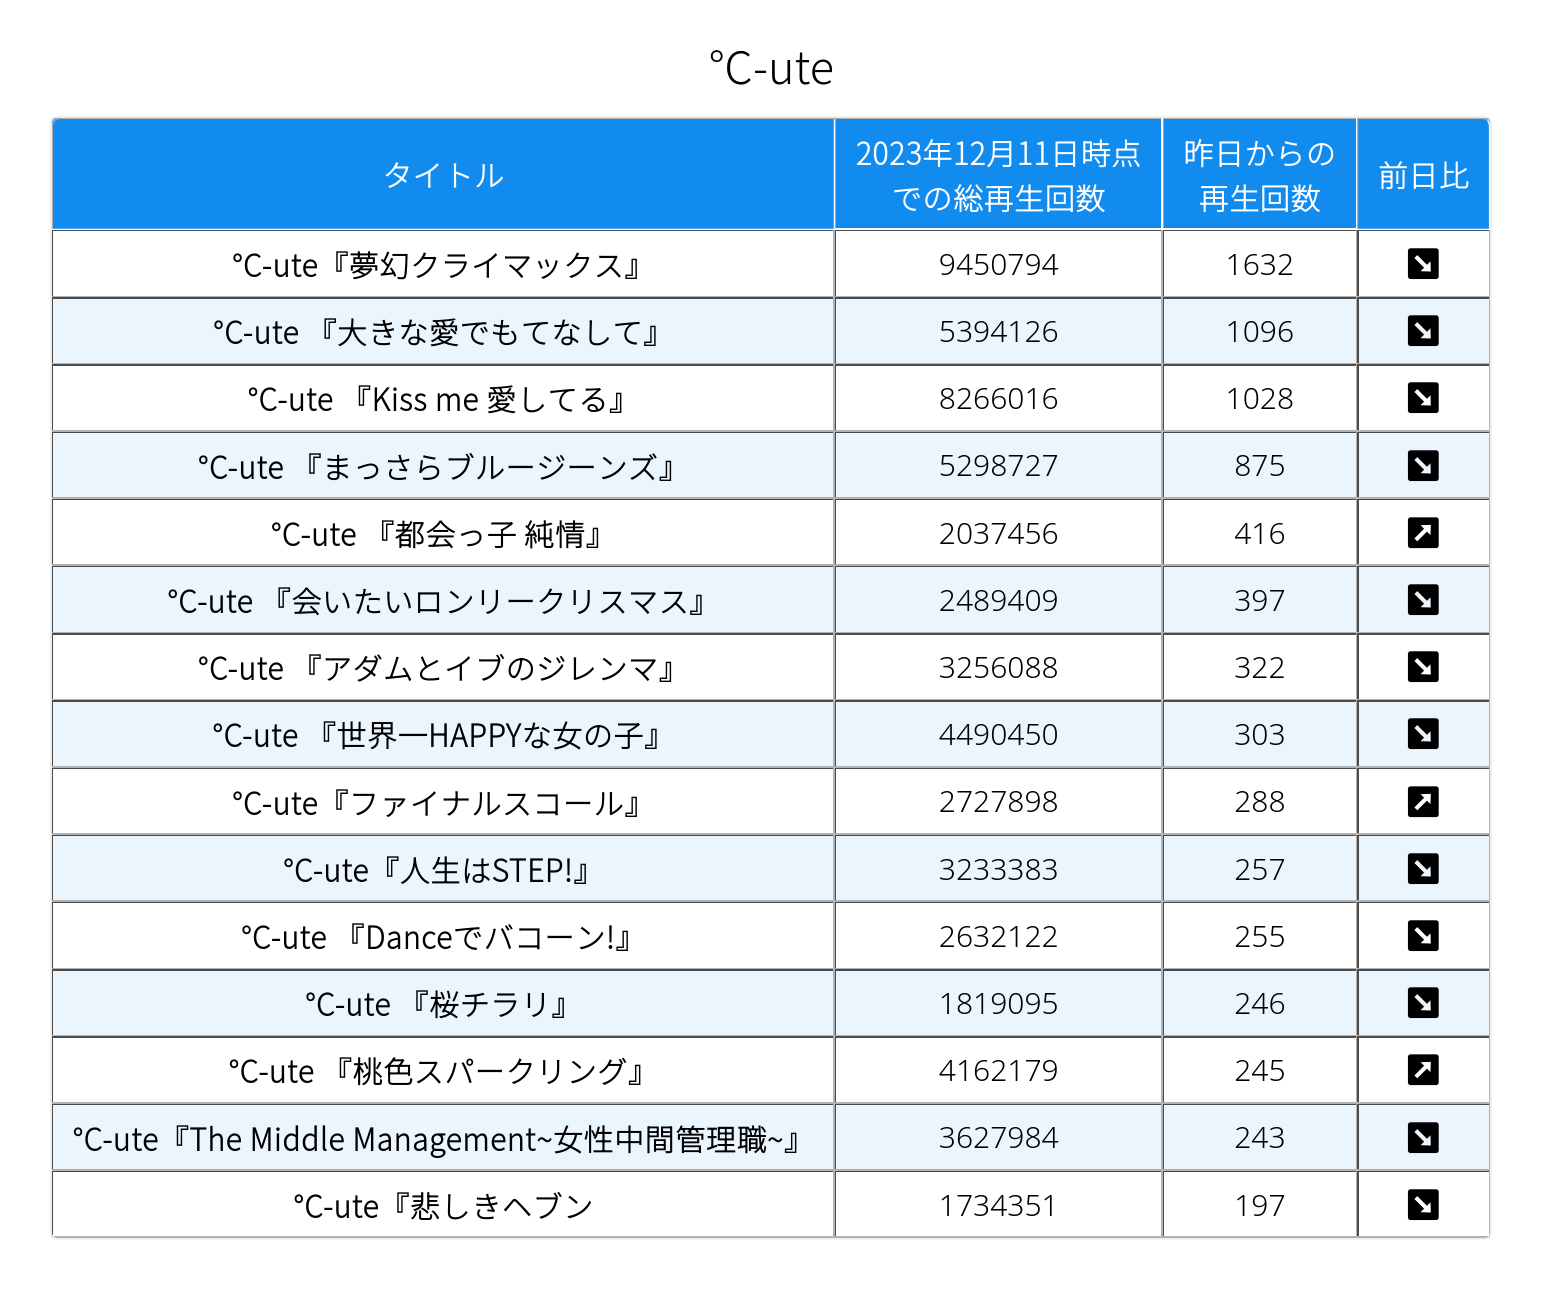 ℃-ute
タイトル 2023年12月11日時点での総再生回数 昨日からの再生回数 前日比
℃-ute『夢幻クライマックス』 9450794 1632 ↘
℃-ute 『大きな愛でもてなして』 5394126 1096 ↘
℃-ute 『Kiss me 愛してる』 8266016 1028 ↘
℃-ute 『まっさらブルージーンズ』 5298727 875 ↘
℃-ute 『都会っ子 純情』 2037456 416 ↗
℃-ute 『会いたいロンリークリスマス』 2489409 397 ↘
℃-ute 『アダムとイブのジレンマ』 3256088 322 ↘
℃-ute 『世界一HAPPYな女の子』 4490450 303 ↘
℃-ute『ファイナルスコール』 2727898 288 ↗
℃-ute『人生はSTEP!』 3233383 257 ↘
℃-ute 『Danceでバコーン!』 2632122 255 ↘
℃-ute 『桜チラリ』 1819095 246 ↘
℃-ute 『桃色スパークリング』 4162179 245 ↗
℃-ute『The Middle Management~女性中間管理職~』 3627984 243 ↘
℃-ute『悲しきヘブン 1734351 197 ↘